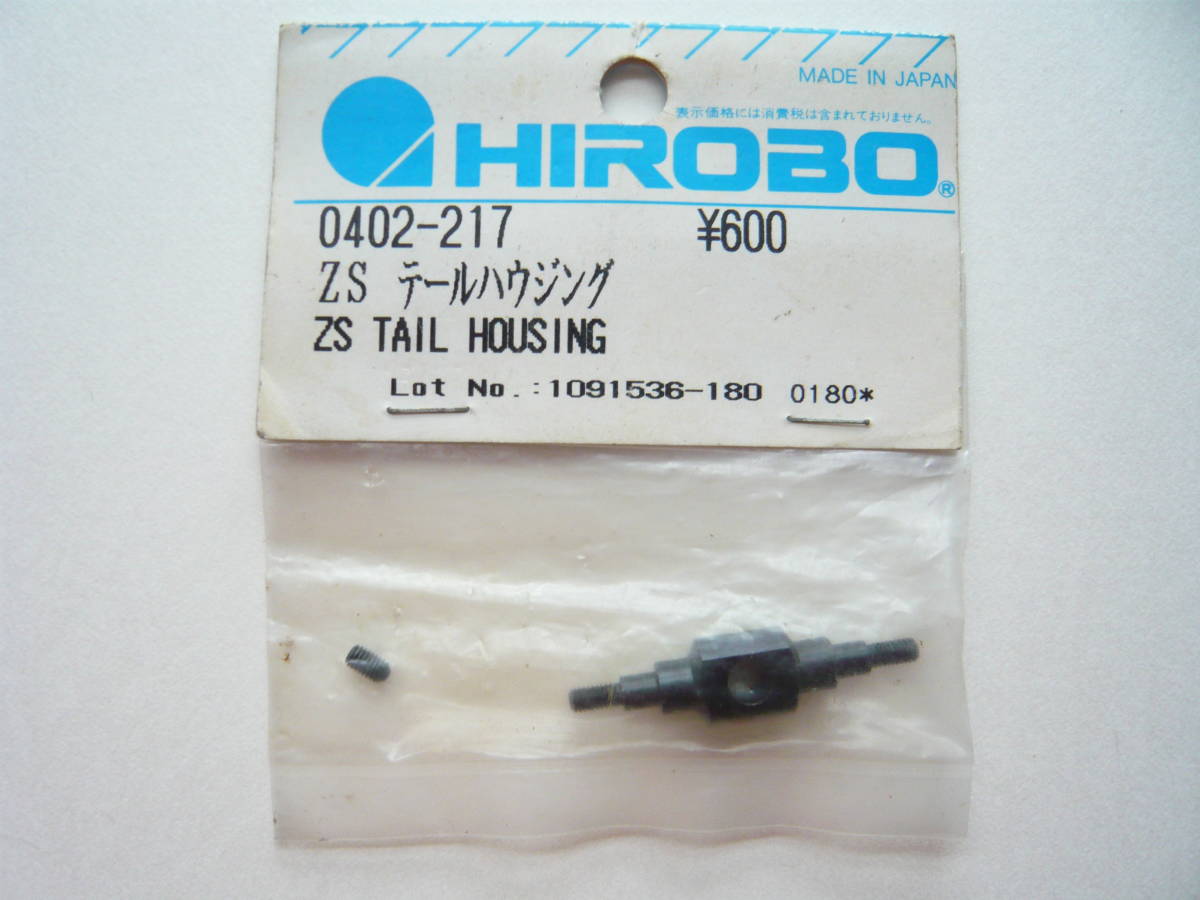 MADE IN JAPAN
表示価格には消費税は含まれておりません。
HIROBO®
0402-217 ¥600
ZS テールハウジング
ZS TAIL HOUSING
Lot No.:1091536-180 0180*